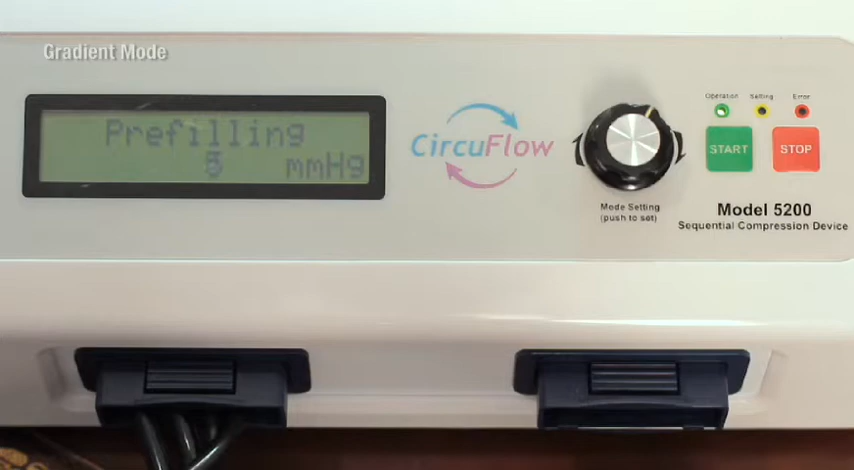 Gradient Mode
Prefilling
5 mmHg
CircuFlow
Mode Setting
(push to set)
Operation Setting Error
START STOP
Model 5200
Sequential Compression Device